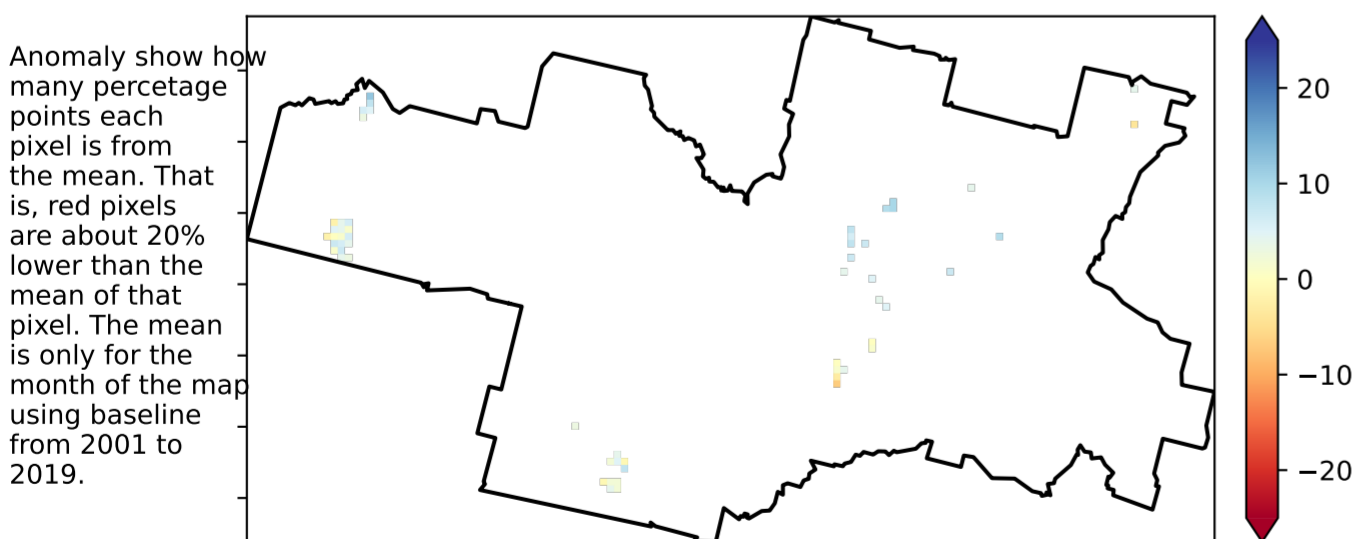 Anomaly show how
many percetage
points each
pixel is from
the mean. That
is, red pixels
are about 20%
lower than the
mean of that
pixel. The mean
is only for the
month of the map
using baseline
from 2001 to
2019.
20
10
0
−10
−20